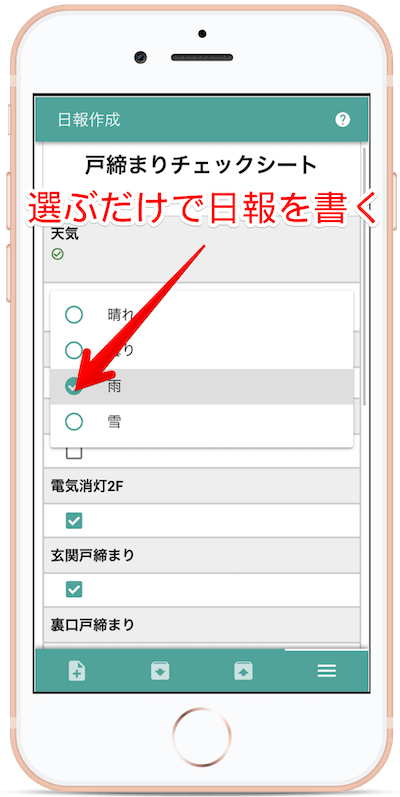 日報作成
?
戸締まりチェックシート
選ぶだけで日報を書く
天気
晴れ
り
雨
雪
電気消灯2F
玄関戸締まり
裏口戸締まり